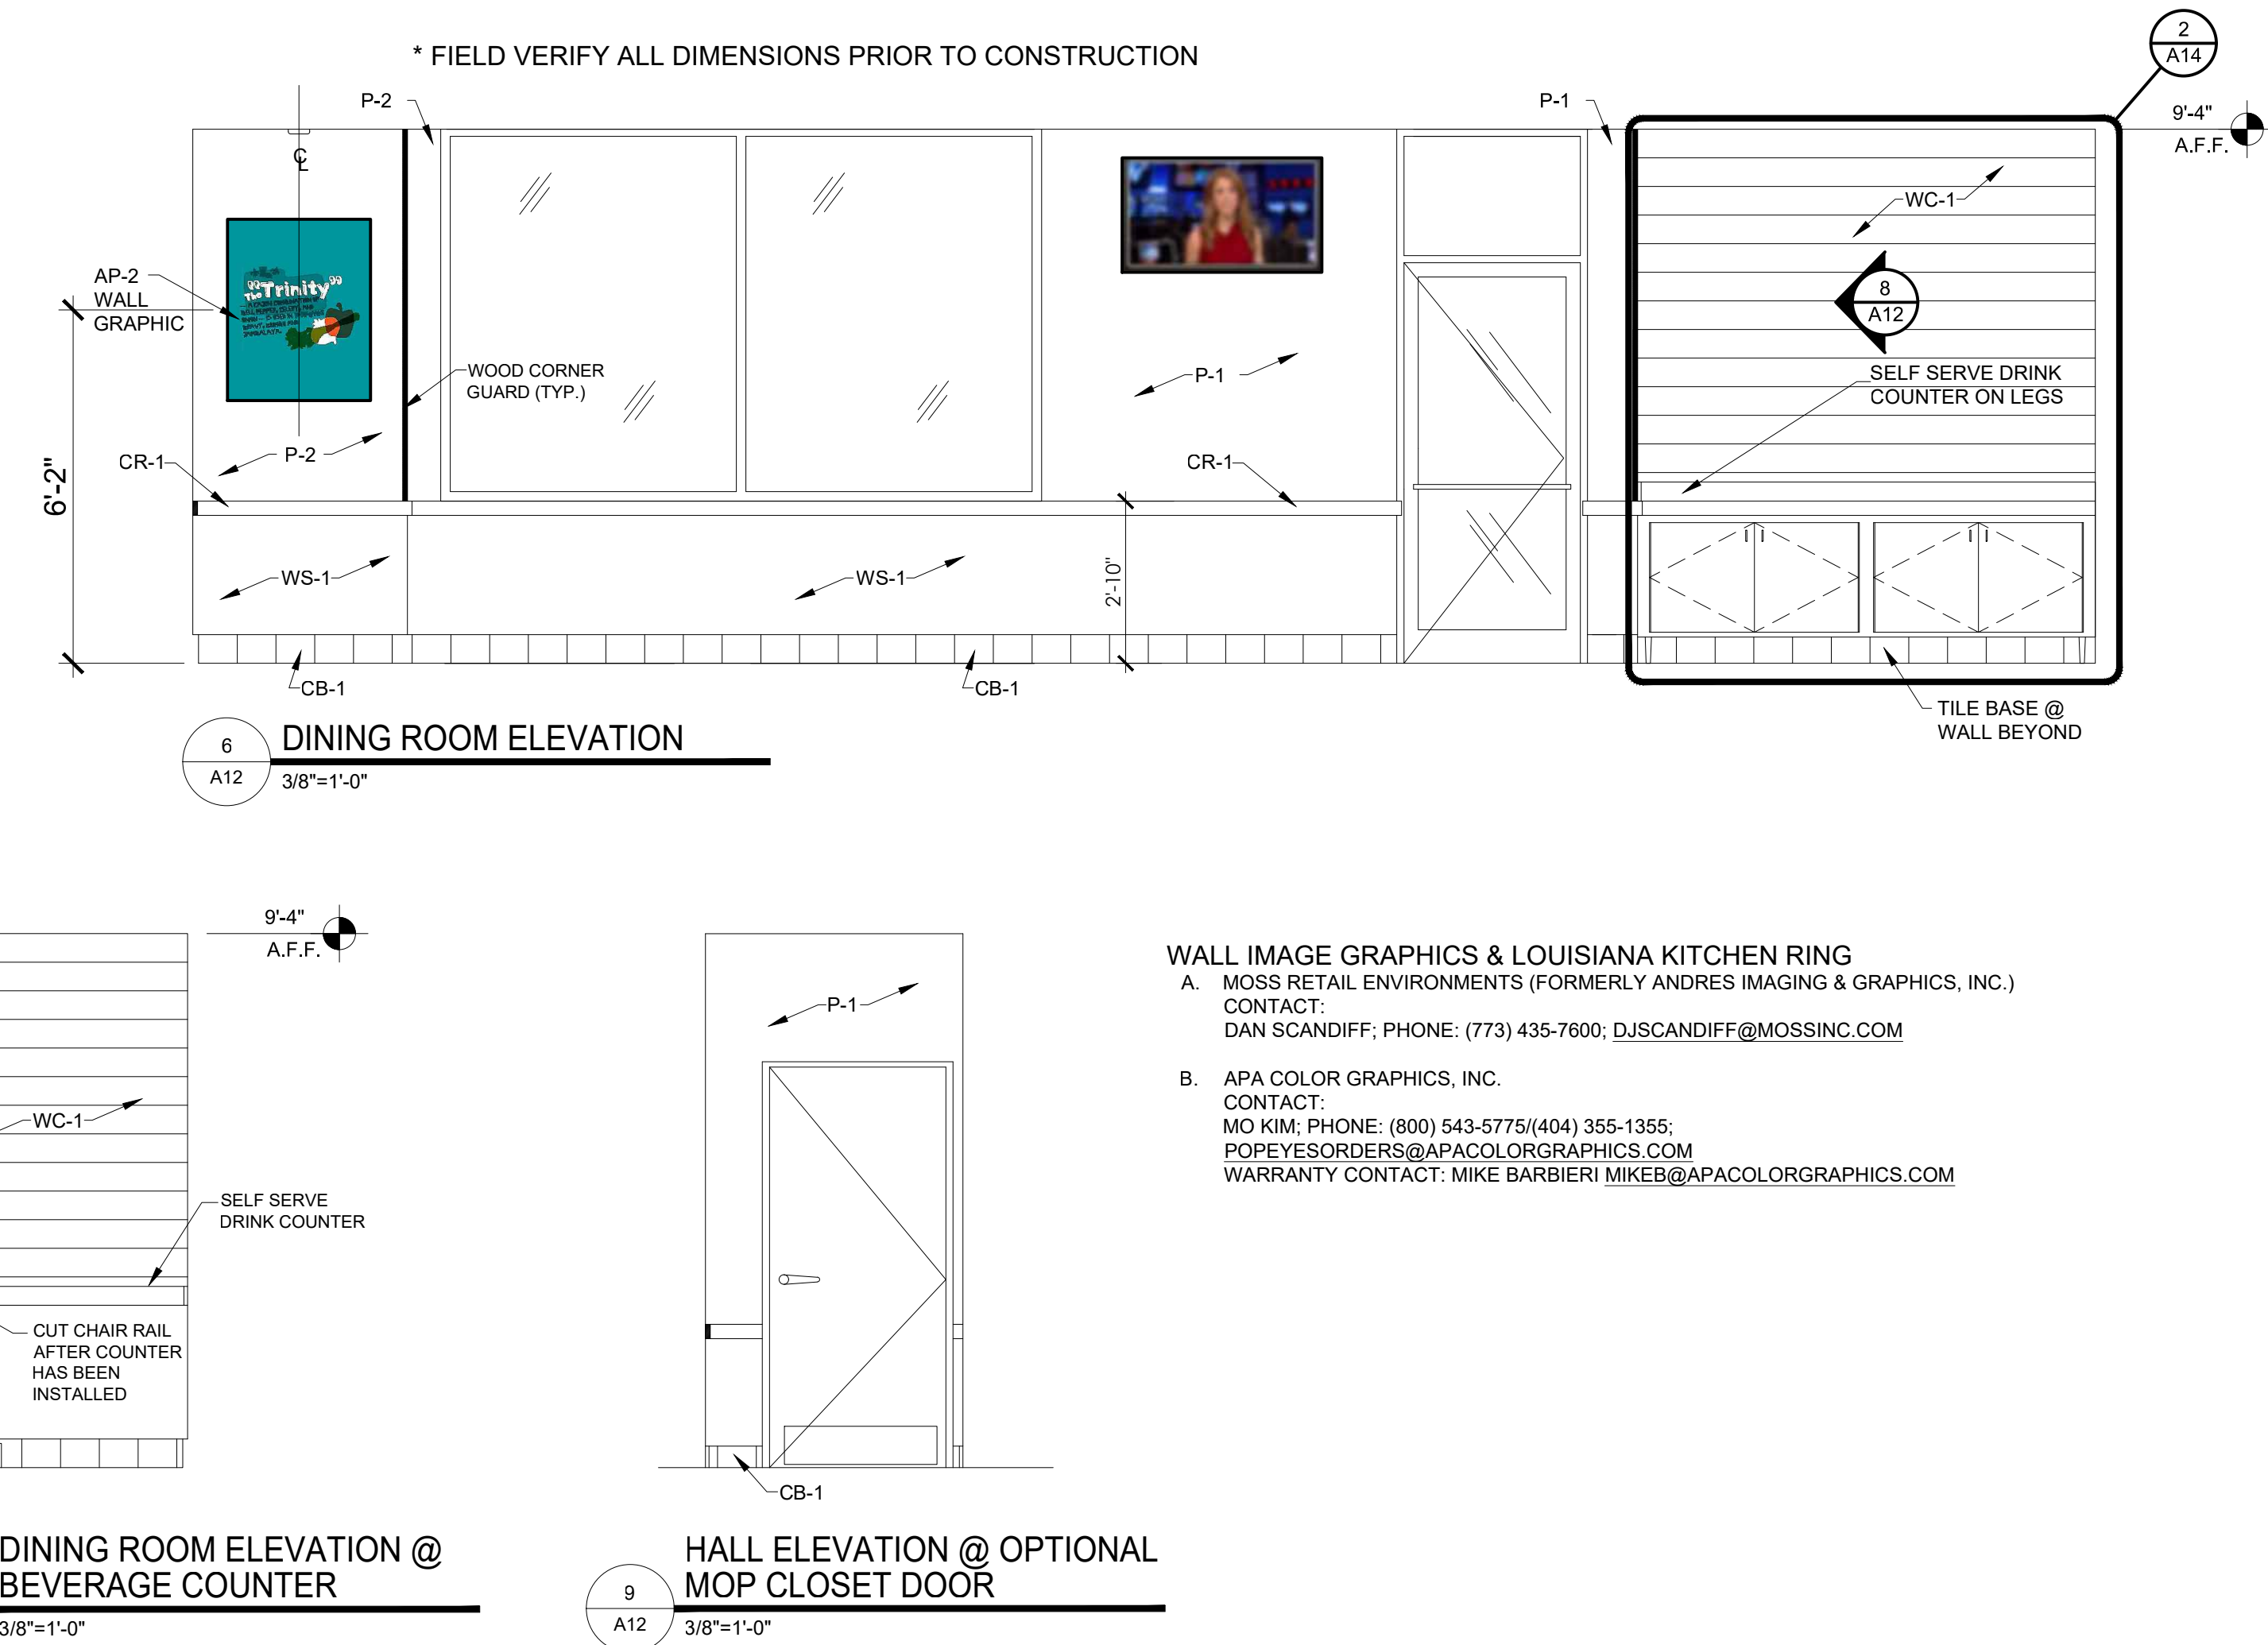 * FIELD VERIFY ALL DIMENSIONS PRIOR TO CONSTRUCTION
2
A14
P-2
P-1
9'-4"
A.F.F.
CL
WC-1
AP-2
WALL
GRAPHIC
The "Trinity"
8
A12
WOOD CORNER
GUARD (TYP.)
P-1
SELF SERVE DRINK
COUNTER ON LEGS
6'-2"
CR-1
P-2
CR-1
WS-1
WS-1
2'-10"
CB-1
CB-1
TILE BASE @
WALL BEYOND
6
A12
DINING ROOM ELEVATION
3/8"=1'-0"
9'-4"
A.F.F.
WC-1
SELF SERVE
DRINK COUNTER
CUT CHAIR RAIL
AFTER COUNTER
HAS BEEN
INSTALLED
DINING ROOM ELEVATION @
BEVERAGE COUNTER
3/8"=1'-0"
P-1
CB-1
9
A12
HALL ELEVATION @ OPTIONAL
MOP CLOSET DOOR
3/8"=1'-0"
WALL IMAGE GRAPHICS & LOUISIANA KITCHEN RING
A. MOSS RETAIL ENVIRONMENTS (FORMERLY ANDRES IMAGING & GRAPHICS, INC.)
CONTACT:
DAN SCANDIFF; PHONE: (773) 435-7600; DJSCANDIFF@MOSSINC.COM
B. APA COLOR GRAPHICS, INC.
CONTACT:
MO KIM; PHONE: (800) 543-5775/(404) 355-1355;
POPEYESORDERS@APACOLORGRAPHICS.COM
WARRANTY CONTACT: MIKE BARBIERI MIKEB@APACOLORGRAPHICS.COM